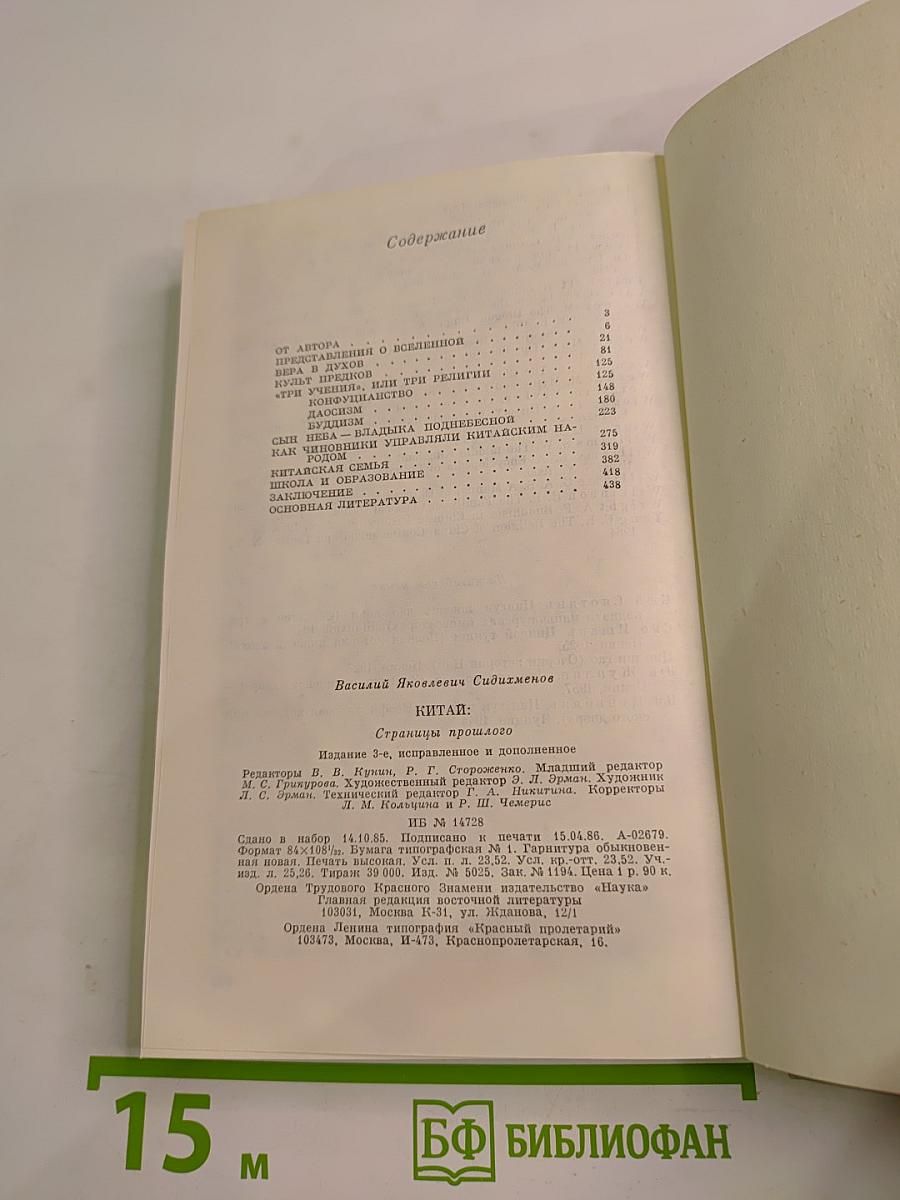 Содержание
ОТ АВТОРА . . . . . . . . . . . . . . . . 3
ПРЕДСТАВЛЕНИЯ О ВСЕЛЕННОЙ . . . . . . . . 6
ВЕРА В ДУХОВ . . . . . . . . . . . . . . . 21
КУЛЬТ ПРЕДКОВ . . . . . . . . . . . . . . 81
«ТРИ УЧЕНИЯ», ИЛИ ТРИ РЕЛИГИИ . . . . . . 125
КОНФУЦИАНСТВО . . . . . . . . . . . . 125
ДАОСИЗМ . . . . . . . . . . . . . . . 148
БУДДИЗМ . . . . . . . . . . . . . . . 180
СЫН НЕБА — ВЛАДЫКА ПОДНЕБЕСНОЙ . . . . 223
КАК ЧИНОВНИКИ УПРАВЛЯЛИ КИТАЙСКИМ НА-
РОДОМ . . . . . . . . . . . . . . . . 275
КИТАЙСКАЯ СЕМЬЯ . . . . . . . . . . . . . 319
ШКОЛА И ОБРАЗОВАНИЕ . . . . . . . . . . . 382
ЗАКЛЮЧЕНИЕ . . . . . . . . . . . . . . . . 418
ОСНОВНАЯ ЛИТЕРАТУРА . . . . . . . . . . . 438
Василий Яковлевич Сидихменов
КИТАЙ:
Страницы прошлого
Издание 3-е, исправленное и дополненное
Редакторы В. В. Кунин, Р. Г. Стороженко. Младший редактор
М. С. Грикурова. Художественный редактор Э. Л. Эрман. Художник
Л. С. Эрман. Технический редактор Г. А. Никитина. Корректоры
Л. М. Кольцина и Р. Ш. Чемерис
ИБ № 14728
Сдано в набор 14.10.85. Подписано к печати 15.04.86. А-02679.
Формат 84×108¹/₃₂. Бумага типографская № 1. Гарнитура обыкновен-
ная новая. Печать высокая. Усл. п. л. 23,52. Усл. кр.-отт. 23,52. Уч.-
изд. л. 25,26. Тираж 39 000. Изд. № 5025. Зак. № 1194. Цена 1 р. 90 к.
Ордена Трудового Красного Знамени издательство «Наука»
Главная редакция восточной литературы
103031, Москва К-31, ул. Жданова, 12/1
Ордена Ленина типография «Красный пролетарий»
103473, Москва, И-473, Краснопролетарская, 16.
15 м
БФ БИБЛИОФАН